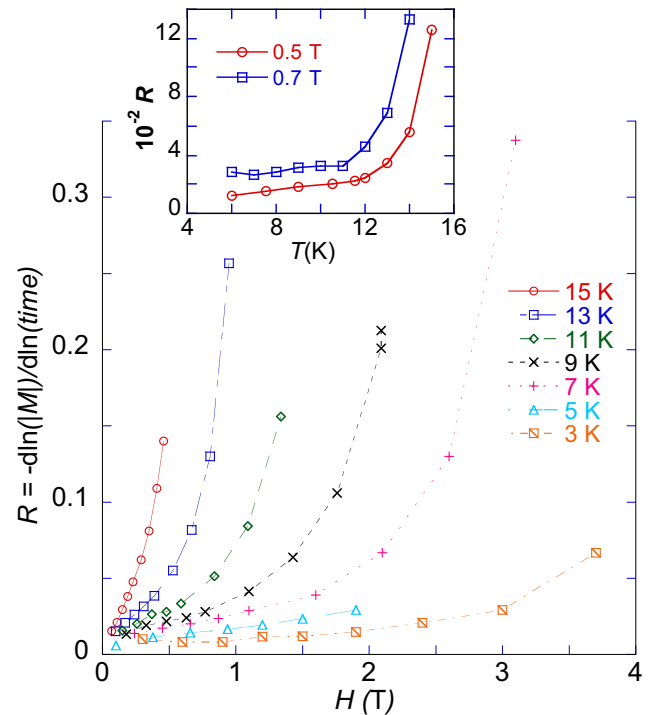 12
8
4
0
10⁻² R
0.5 T
0.7 T
4
8
12
16
T(K)
0.3
0.2
0.1
0
R = -dln(|M|)/dln(time)
15 K
13 K
11 K
9 K
7 K
5 K
3 K
0
1
2
3
4
H (T)